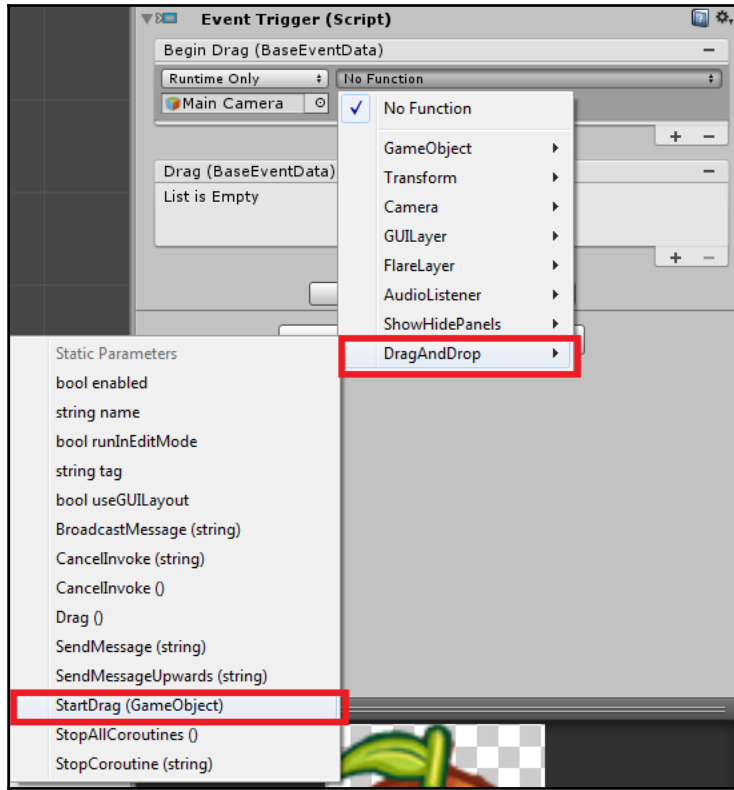 Event Trigger (Script)
Begin Drag (BaseEventData)
Runtime Only No Function
Main Camera
No Function
GameObject
Transform
Camera
GUILayer
FlareLayer
AudioListener
ShowHidePanels
DragAndDrop
Drag (BaseEventData)
List is Empty
Static Parameters
bool enabled
string name
bool runInEditMode
string tag
bool useGUILayout
BroadcastMessage (string)
CancelInvoke (string)
CancelInvoke ()
Drag ()
SendMessage (string)
SendMessageUpwards (string)
StartDrag (GameObject)
StopAllCoroutines ()
StopCoroutine (string)